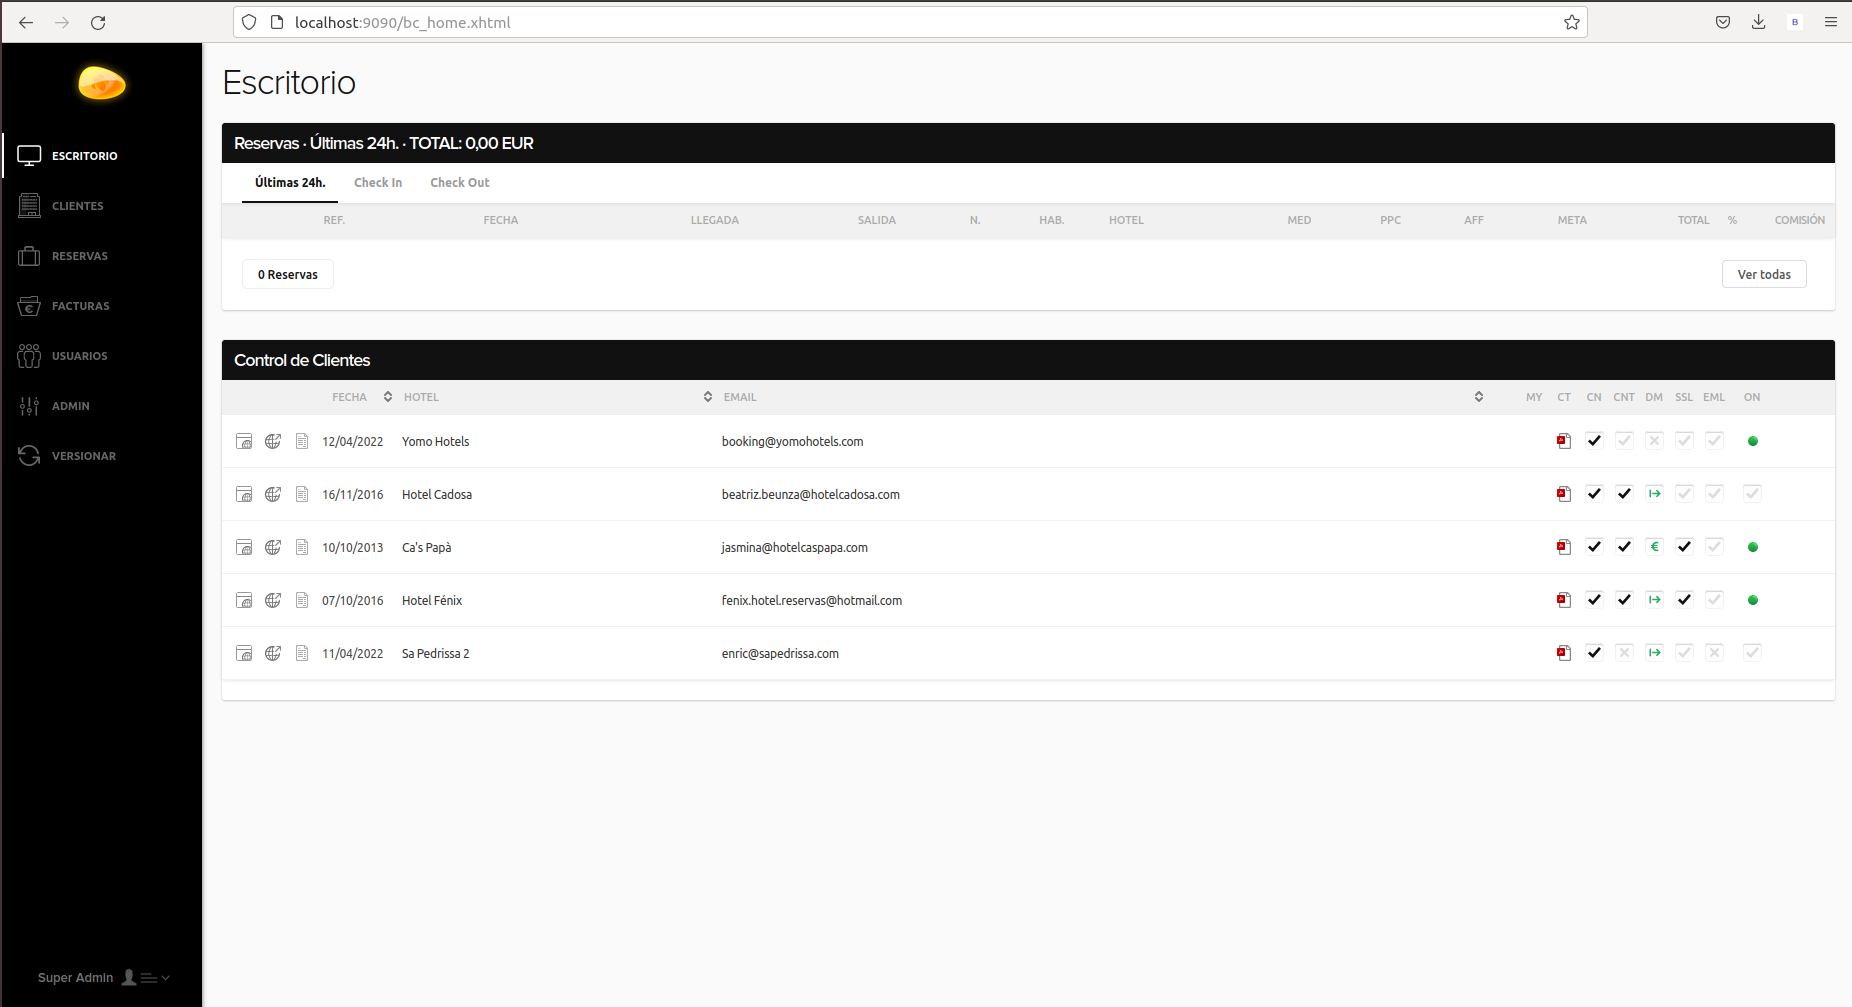 localhost:9090/bc_home.xhtml
B
Escritorio
ESCRITORIO
CLIENTES
RESERVAS
FACTURAS
USUARIOS
ADMIN
VERSIONAR
Super Admin
Reservas · Últimas 24h. · TOTAL: 0,00 EUR
Últimas 24h. Check In Check Out
REF. FECHA LLEGADA SALIDA N. HAB. HOTEL MED PPC AFF META TOTAL % COMISIÓN
0 Reservas Ver todas
Control de Clientes
FECHA HOTEL EMAIL MY CT CN CNT DM SSL EML ON
12/04/2022 Yomo Hotels booking@yomohotels.com
16/11/2016 Hotel Cadosa beatriz.beunza@hotelcadosa.com
10/10/2013 Ca's Papà jasmina@hotelcaspapa.com €
07/10/2016 Hotel Fénix fenix.hotel.reservas@hotmail.com
11/04/2022 Sa Pedrissa 2 enric@sapedrissa.com